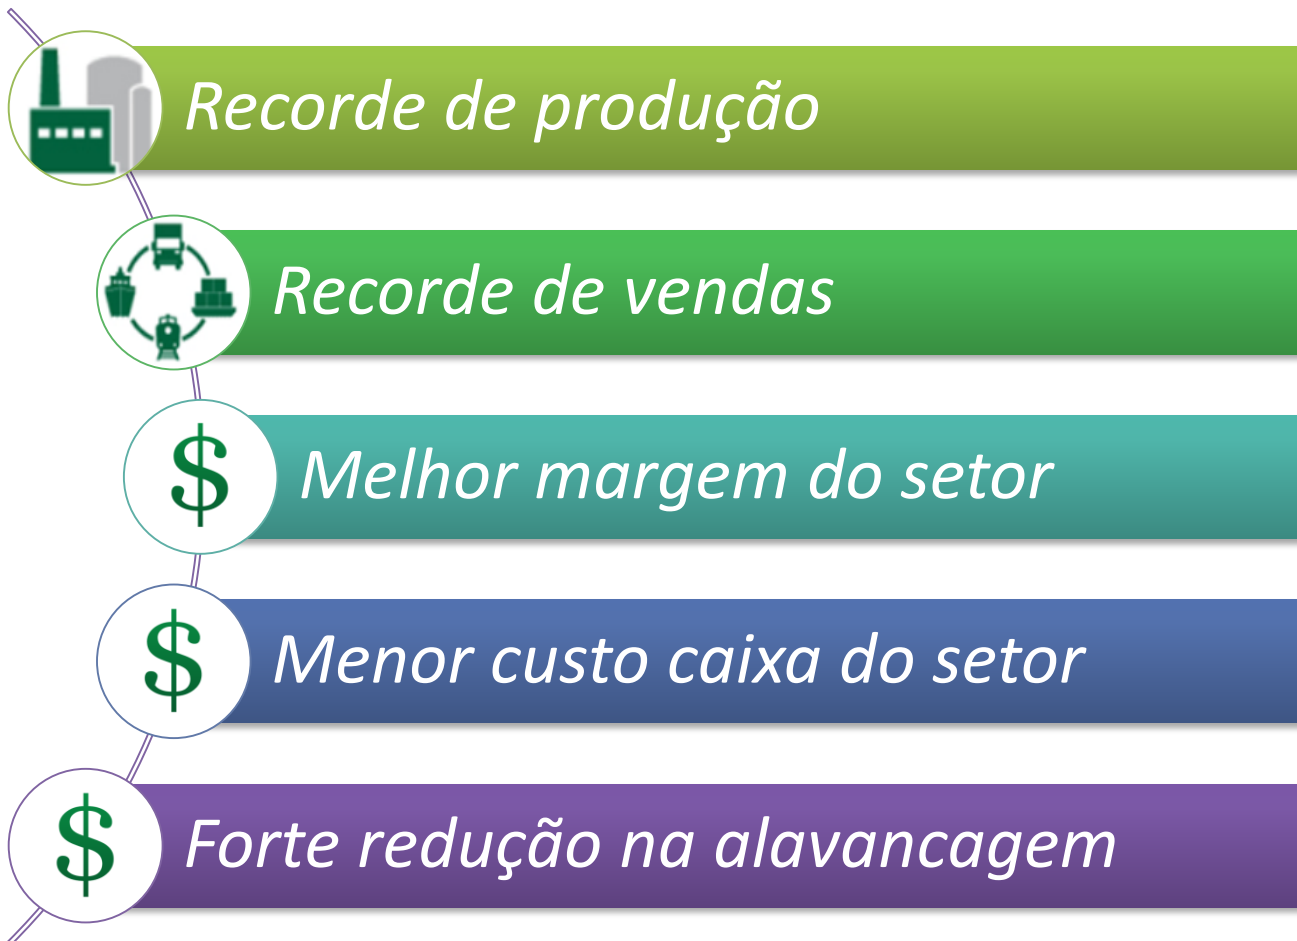 Recorde de produção
Recorde de vendas
$ Melhor margem do setor
$ Menor custo caixa do setor
$ Forte redução na alavancagem